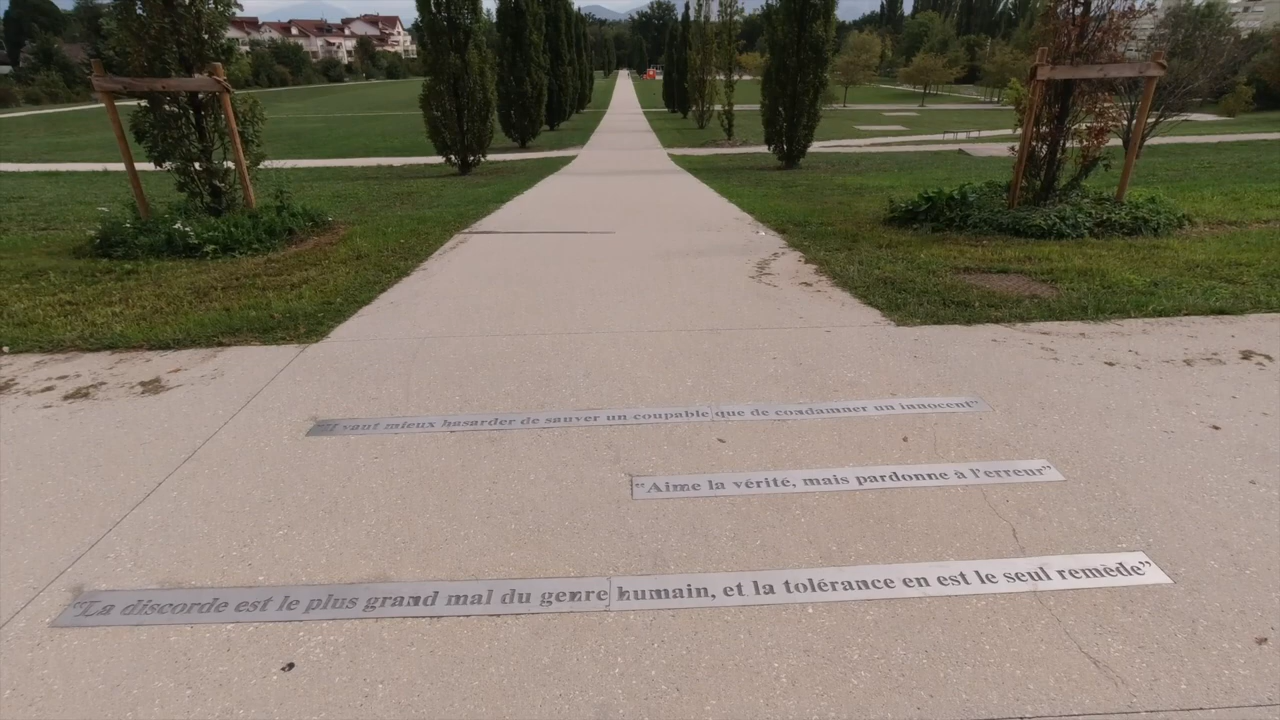 "Il vaut mieux hasarder de sauver un coupable que de condamner un innocent"
"Aime la vérité, mais pardonne à l'erreur"
"La discorde est le plus grand mal du genre humain, et la tolérance en est le seul remède"